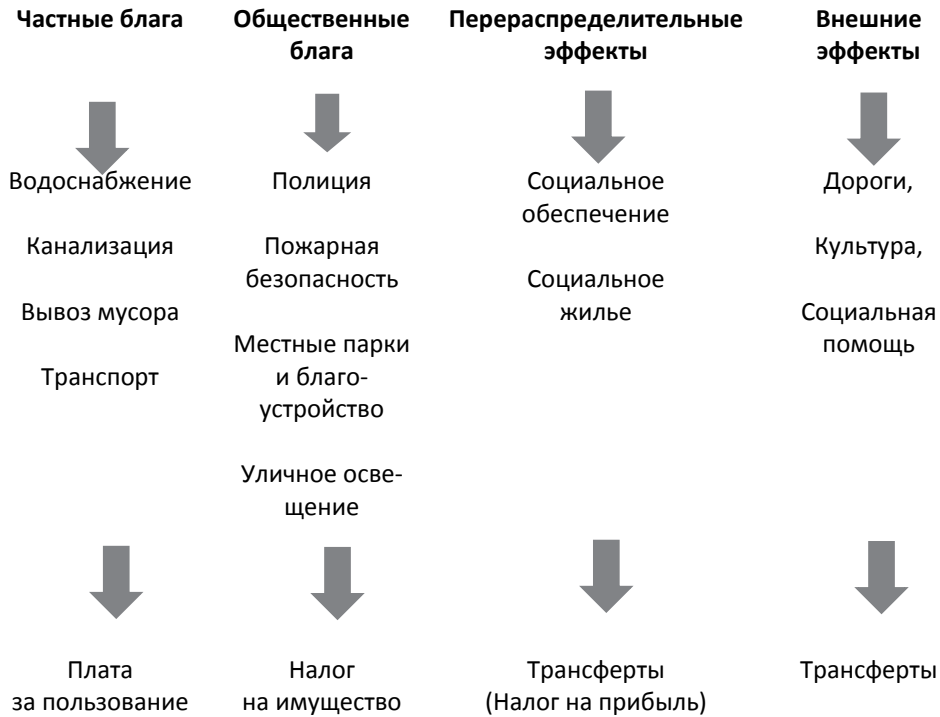 Частные блага
Общественные
блага
Перераспределительные
эффекты
Внешние
эффекты
Водоснабжение
Канализация
Вывоз мусора
Транспорт
Полиция
Пожарная
безопасность
Местные парки
и благо-
устройство
Уличное осве-
щение
Социальное
обеспечение
Социальное
жилье
Дороги,
Культура,
Социальная
помощь
Плата
за пользование
Налог
на имущество
Трансферты
(Налог на прибыль)
Трансферты